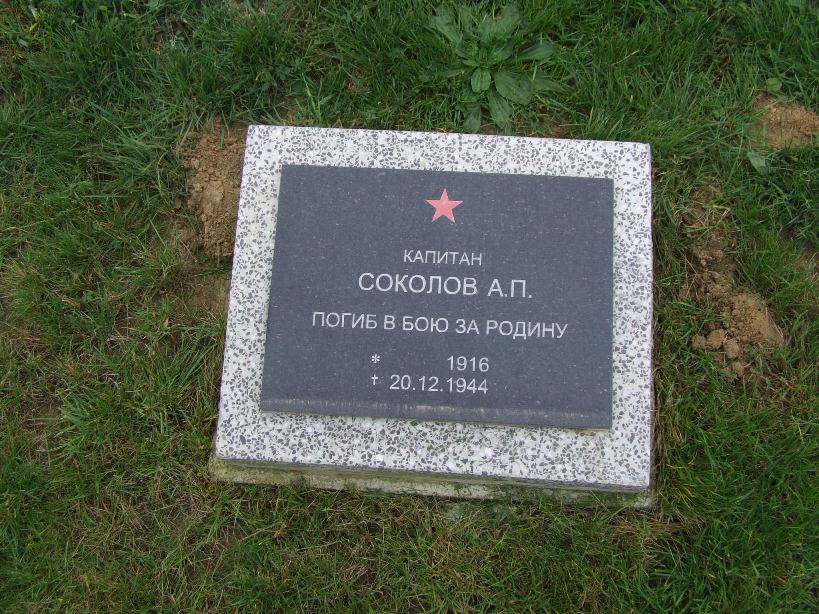 КАПИТАН
СОКОЛОВ А.П.
ПОГИБ В БОЮ ЗА РОДИНУ
* 1916
† 20.12.1944